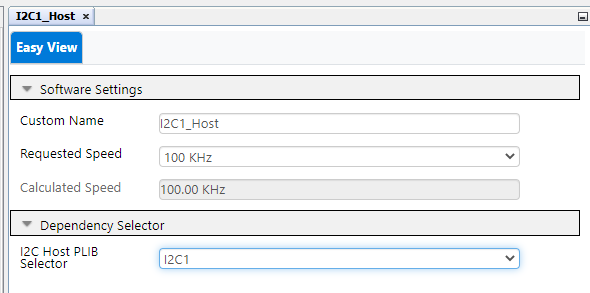 I2C1_Host ×
Easy View
Software Settings
Custom Name
I2C1_Host
Requested Speed
100 KHz
Calculated Speed
100.00 KHz
Dependency Selector
I2C Host PLIB
Selector
I2C1